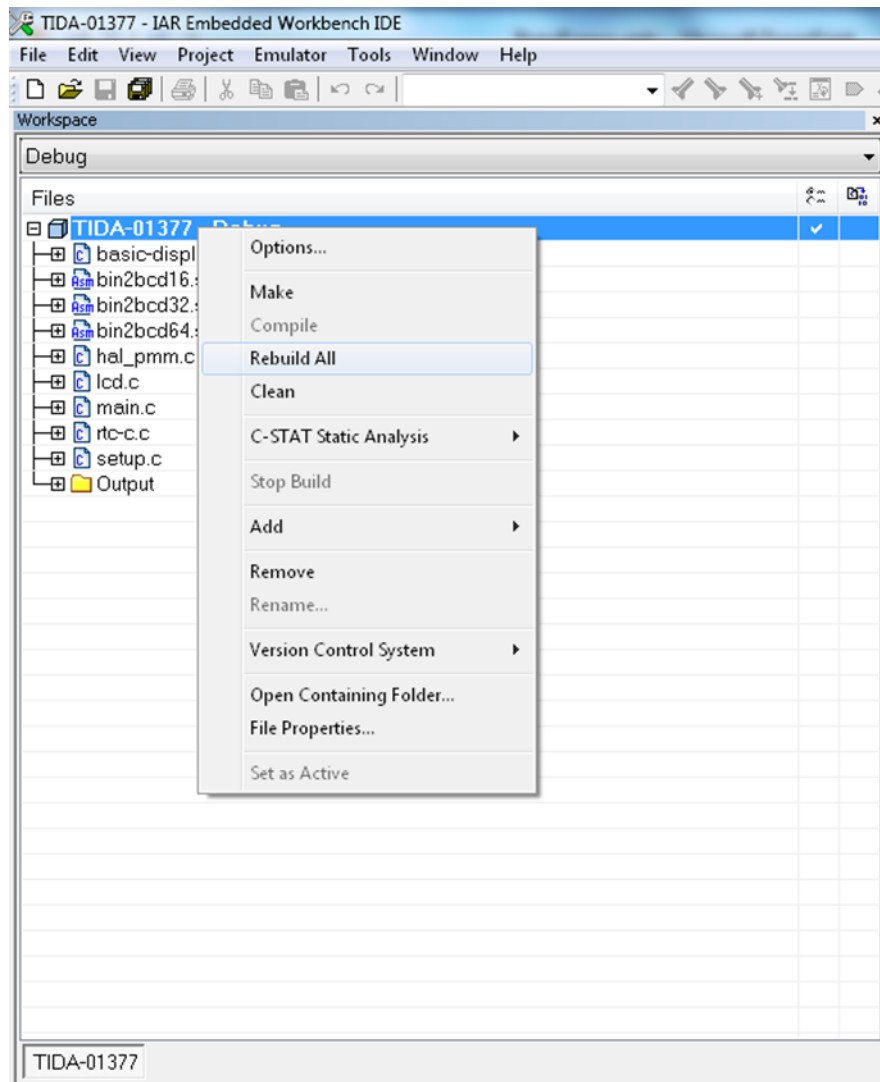 TIDA-01377 - IAR Embedded Workbench IDE
File Edit View Project Emulator Tools Window Help
Workspace
Debug
Files
TIDA-01377 - Debug
basic-displ
bin2bcd16.s
bin2bcd32.s
bin2bcd64.s
hal_pmm.c
lcd.c
main.c
rtc-c.c
setup.c
Output
Options...
Make
Compile
Rebuild All
Clean
C-STAT Static Analysis
Stop Build
Add
Remove
Rename...
Version Control System
Open Containing Folder...
File Properties...
Set as Active
TIDA-01377